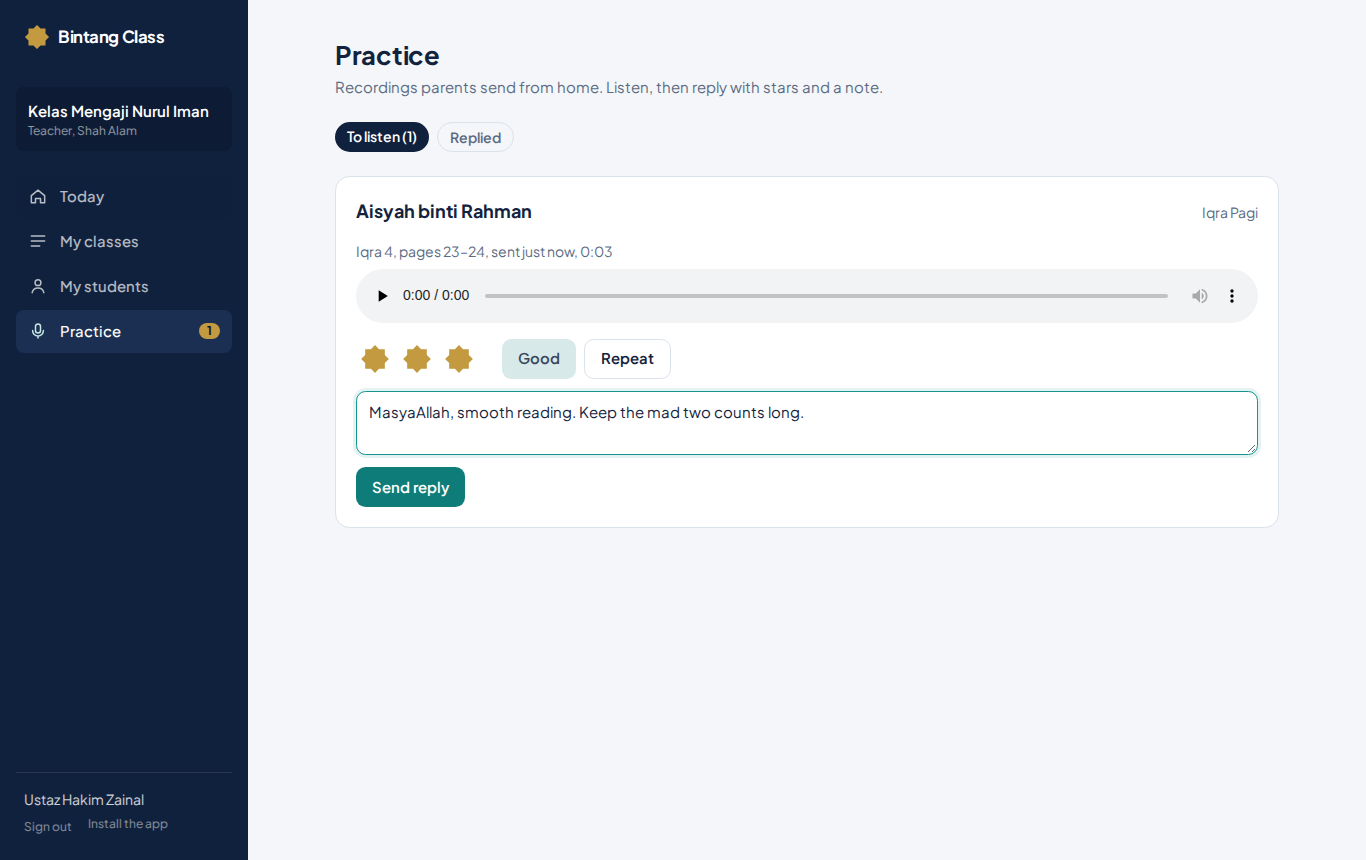 Bintang Class
Kelas Mengaji Nurul Iman
Teacher, Shah Alam
Today
My classes
My students
Practice 1
Ustaz Hakim Zainal
Sign out Install the app
Practice
Recordings parents send from home. Listen, then reply with stars and a note.
To listen (1) Replied
Aisyah binti Rahman Iqra Pagi
Iqra 4, pages 23–24, sent just now, 0:03
0:00 / 0:00
Good Repeat
MasyaAllah, smooth reading. Keep the mad two counts long.
Send reply